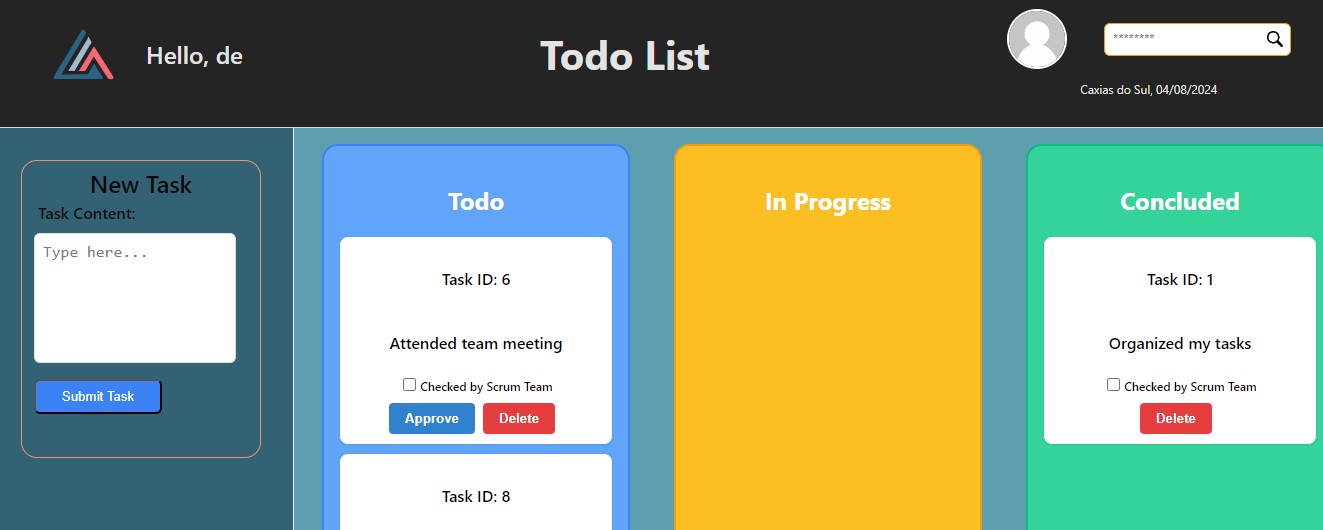 Hello, de
Todo List
********
Caxias do Sul, 04/08/2024
New Task
Task Content:
Type here...
Submit Task
Todo
Task ID: 6
Attended team meeting
Checked by Scrum Team
Approve Delete
Task ID: 8
In Progress
Concluded
Task ID: 1
Organized my tasks
Checked by Scrum Team
Delete